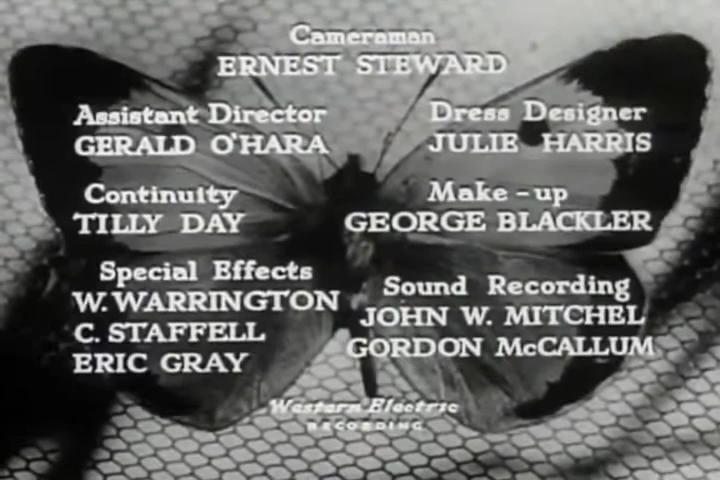 Cameraman
ERNEST STEWARD
Assistant Director
GERALD O'HARA
Dress Designer
JULIE HARRIS
Continuity
TILLY DAY
Make-up
GEORGE BLACKLER
Special Effects
W. WARRINGTON
C. STAFFELL
ERIC GRAY
Sound Recording
JOHN W. MITCHEL
GORDON McCALLUM
Western Electric
RECORDING